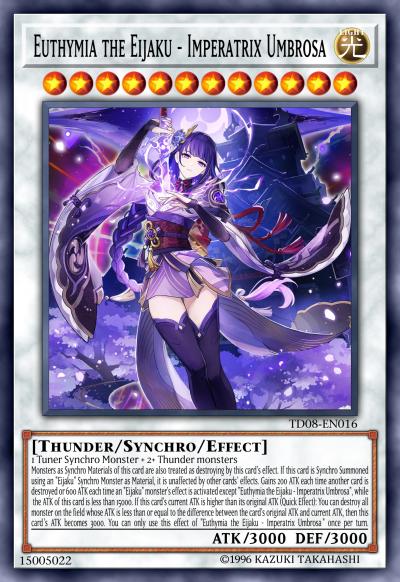 Euthymia the Eijaku - Imperatrix Umbrosa
LIGHT
光
TD08-EN016
[Thunder/Synchro/Effect]
1 Tuner Synchro Monster + 2+ Thunder monsters
Monsters as Synchro Materials of this card are also treated as destroying by this card's effect. If this card is Synchro Summoned
using an "Eijaku" Synchro Monster as Material, it is unaffected by other cards' effects. Gains 200 ATK each time another card is
destroyed or 600 ATK each time an "Eijaku" monster's effect is activated except "Euthymia the Eijaku - Imperatrix Umbrosa", while
the ATK of this card is less than 15000. If this card's current ATK is higher than its original ATK (Quick Effect): You can destroy all
monster on the field whose ATK is less than or equal to the difference between the card's original ATK and current ATK, then this
card's ATK becomes 3000. You can only use this effect of "Euthymia the Eijaku - Imperatrix Umbrosa" once per turn.
ATK/3000 DEF/3000
15005022
©1996 KAZUKI TAKAHASHI